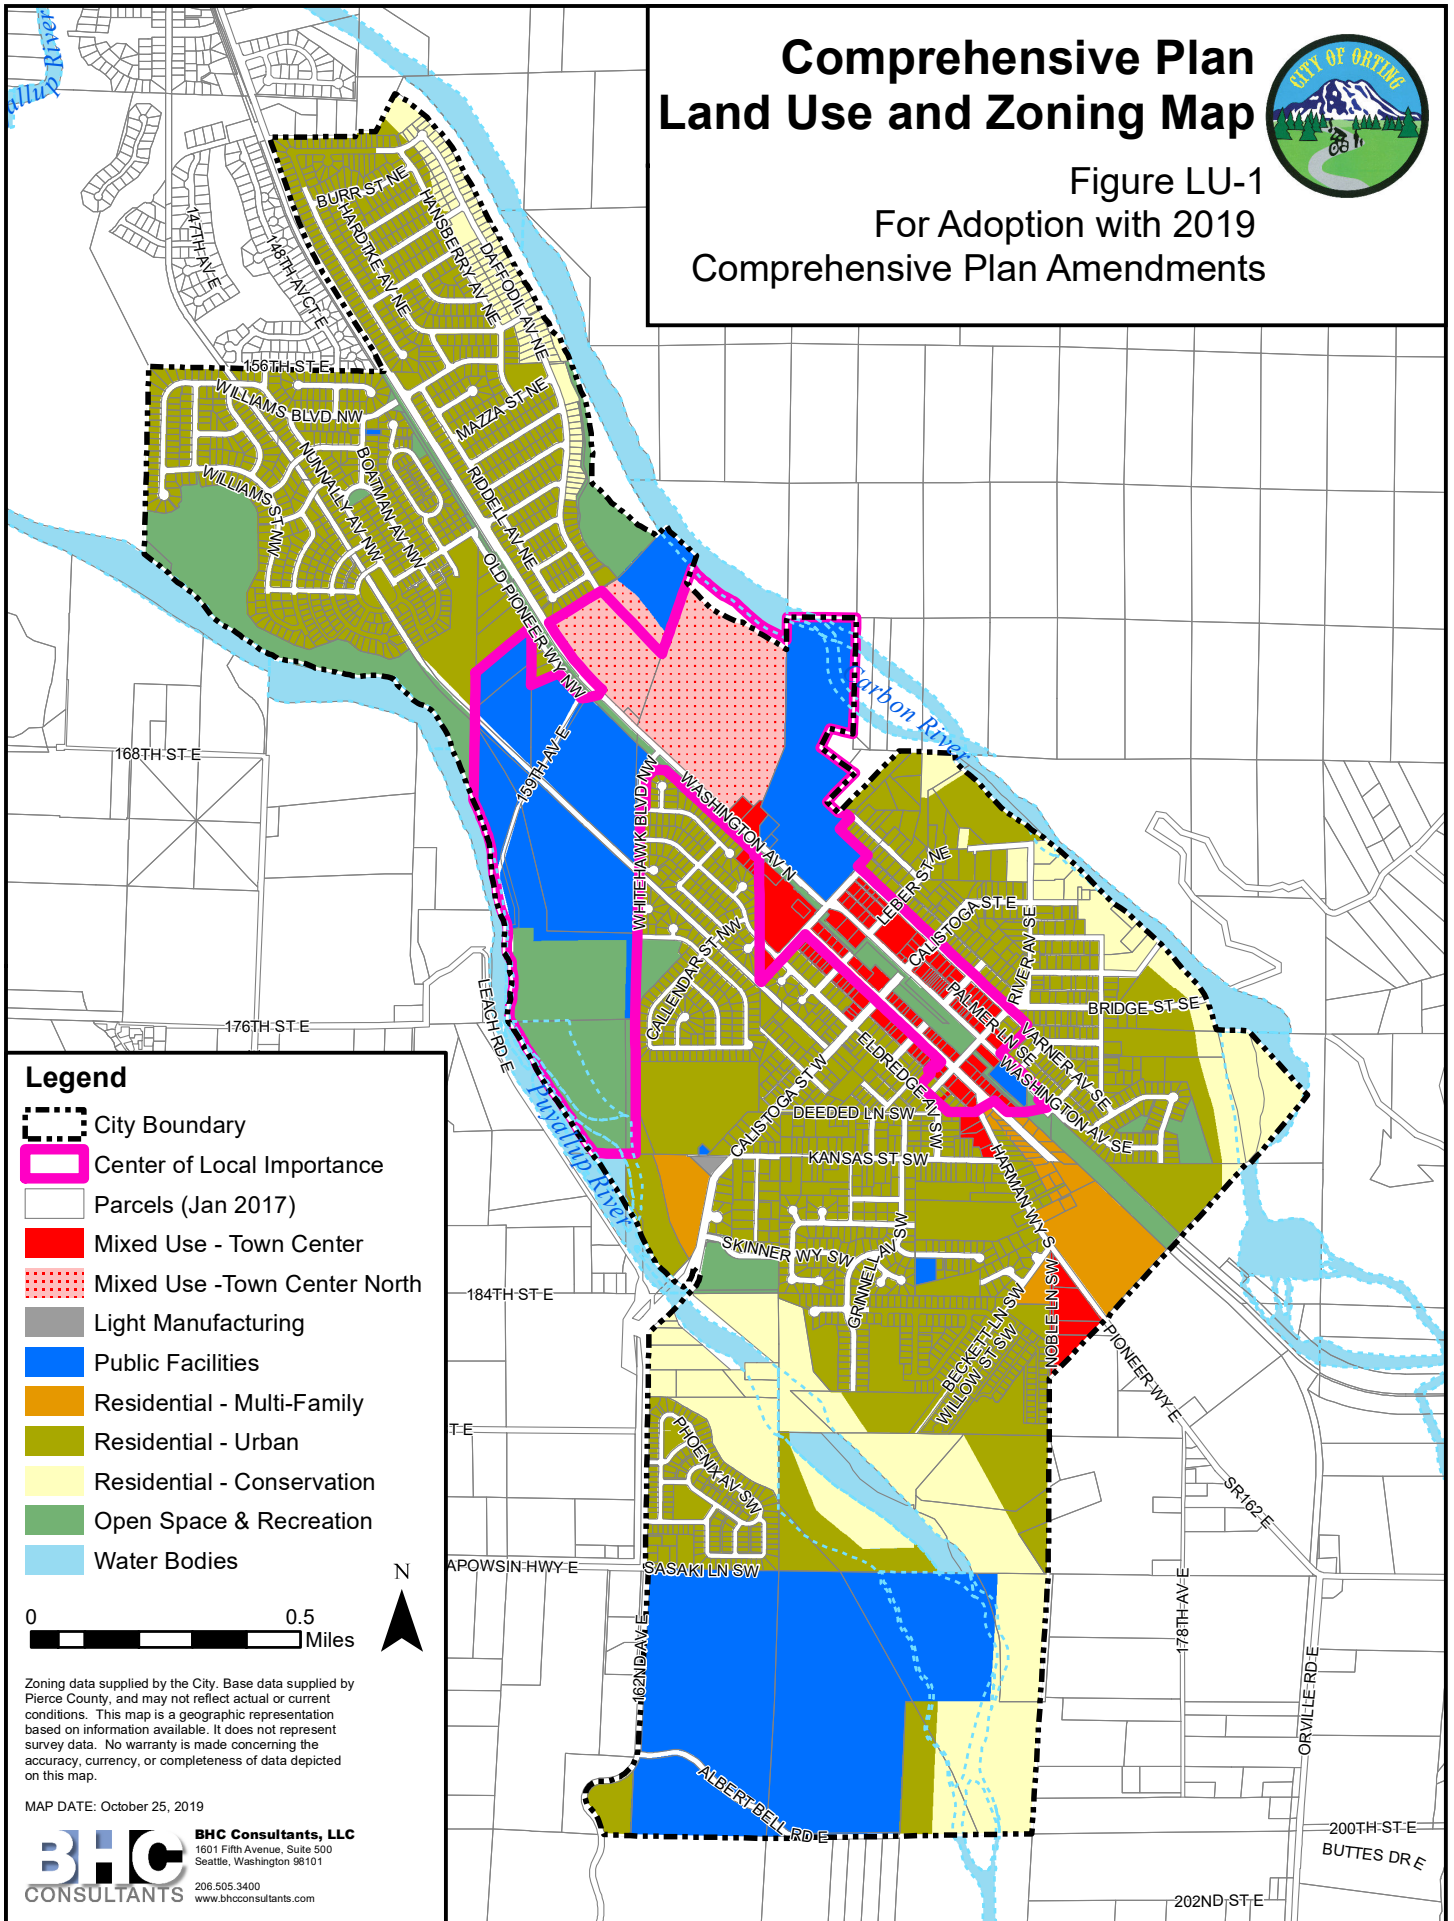 Comprehensive Plan
Land Use and Zoning Map
Figure LU-1
For Adoption with 2019
Comprehensive Plan Amendments
CITY OF ORTING
allup River
147TH AV E
148TH AV CT E
BURR ST NE
HARDTKE AV NE
HANSBERRY AV NE
DAFFODIL AV NE
156TH ST E
WILLIAMS BLVD NW
MAZZA ST NE
NUNNALLY AV NW
BOATMAN AV NW
WILLIAMS ST NW
RIDDELL AV NE
OLD PIONEER WY NW
168TH ST E
159TH AV E
WHITEHAWK BLVD NW
WASHINGTON AV N
Carbon River
LEBER ST NE
CALISTOGA ST E
RIVER AV SE
CALLENDAR ST NW
BRIDGE ST SE
PALMER LN SE
VARNER AV SE
WASHINGTON AV SE
LEACH RD E
176TH ST E
ELDREDGE AV SW
CALISTOGA ST W
DEEDED LN SW
KANSAS ST SW
HARMAN WY S
Puyallup River
SKINNER WY SW
GRINNELL AV SW
184TH ST E
BECKETT LN SW
WILLOW ST SW
NOBLE LN SW
PIONEER WY E
T E
PHOENIX AV SW
SR162 E
APOWSIN HWY E
SASAKI LN SW
162ND AV E
178TH AV E
ORVILLE RD E
ALBERT BELL RD E
200TH ST E
BUTTES DR E
202ND ST E
Legend
City Boundary
Center of Local Importance
Parcels (Jan 2017)
Mixed Use - Town Center
Mixed Use -Town Center North
Light Manufacturing
Public Facilities
Residential - Multi-Family
Residential - Urban
Residential - Conservation
Open Space & Recreation
Water Bodies
N
0 0.5
Miles
Zoning data supplied by the City. Base data supplied by
Pierce County, and may not reflect actual or current
conditions. This map is a geographic representation
based on information available. It does not represent
survey data. No warranty is made concerning the
accuracy, currency, or completeness of data depicted
on this map.
MAP DATE: October 25, 2019
BHC
CONSULTANTS
BHC Consultants, LLC
1601 Fifth Avenue, Suite 500
Seattle, Washington 98101
206.505.3400
www.bhcconsultants.com